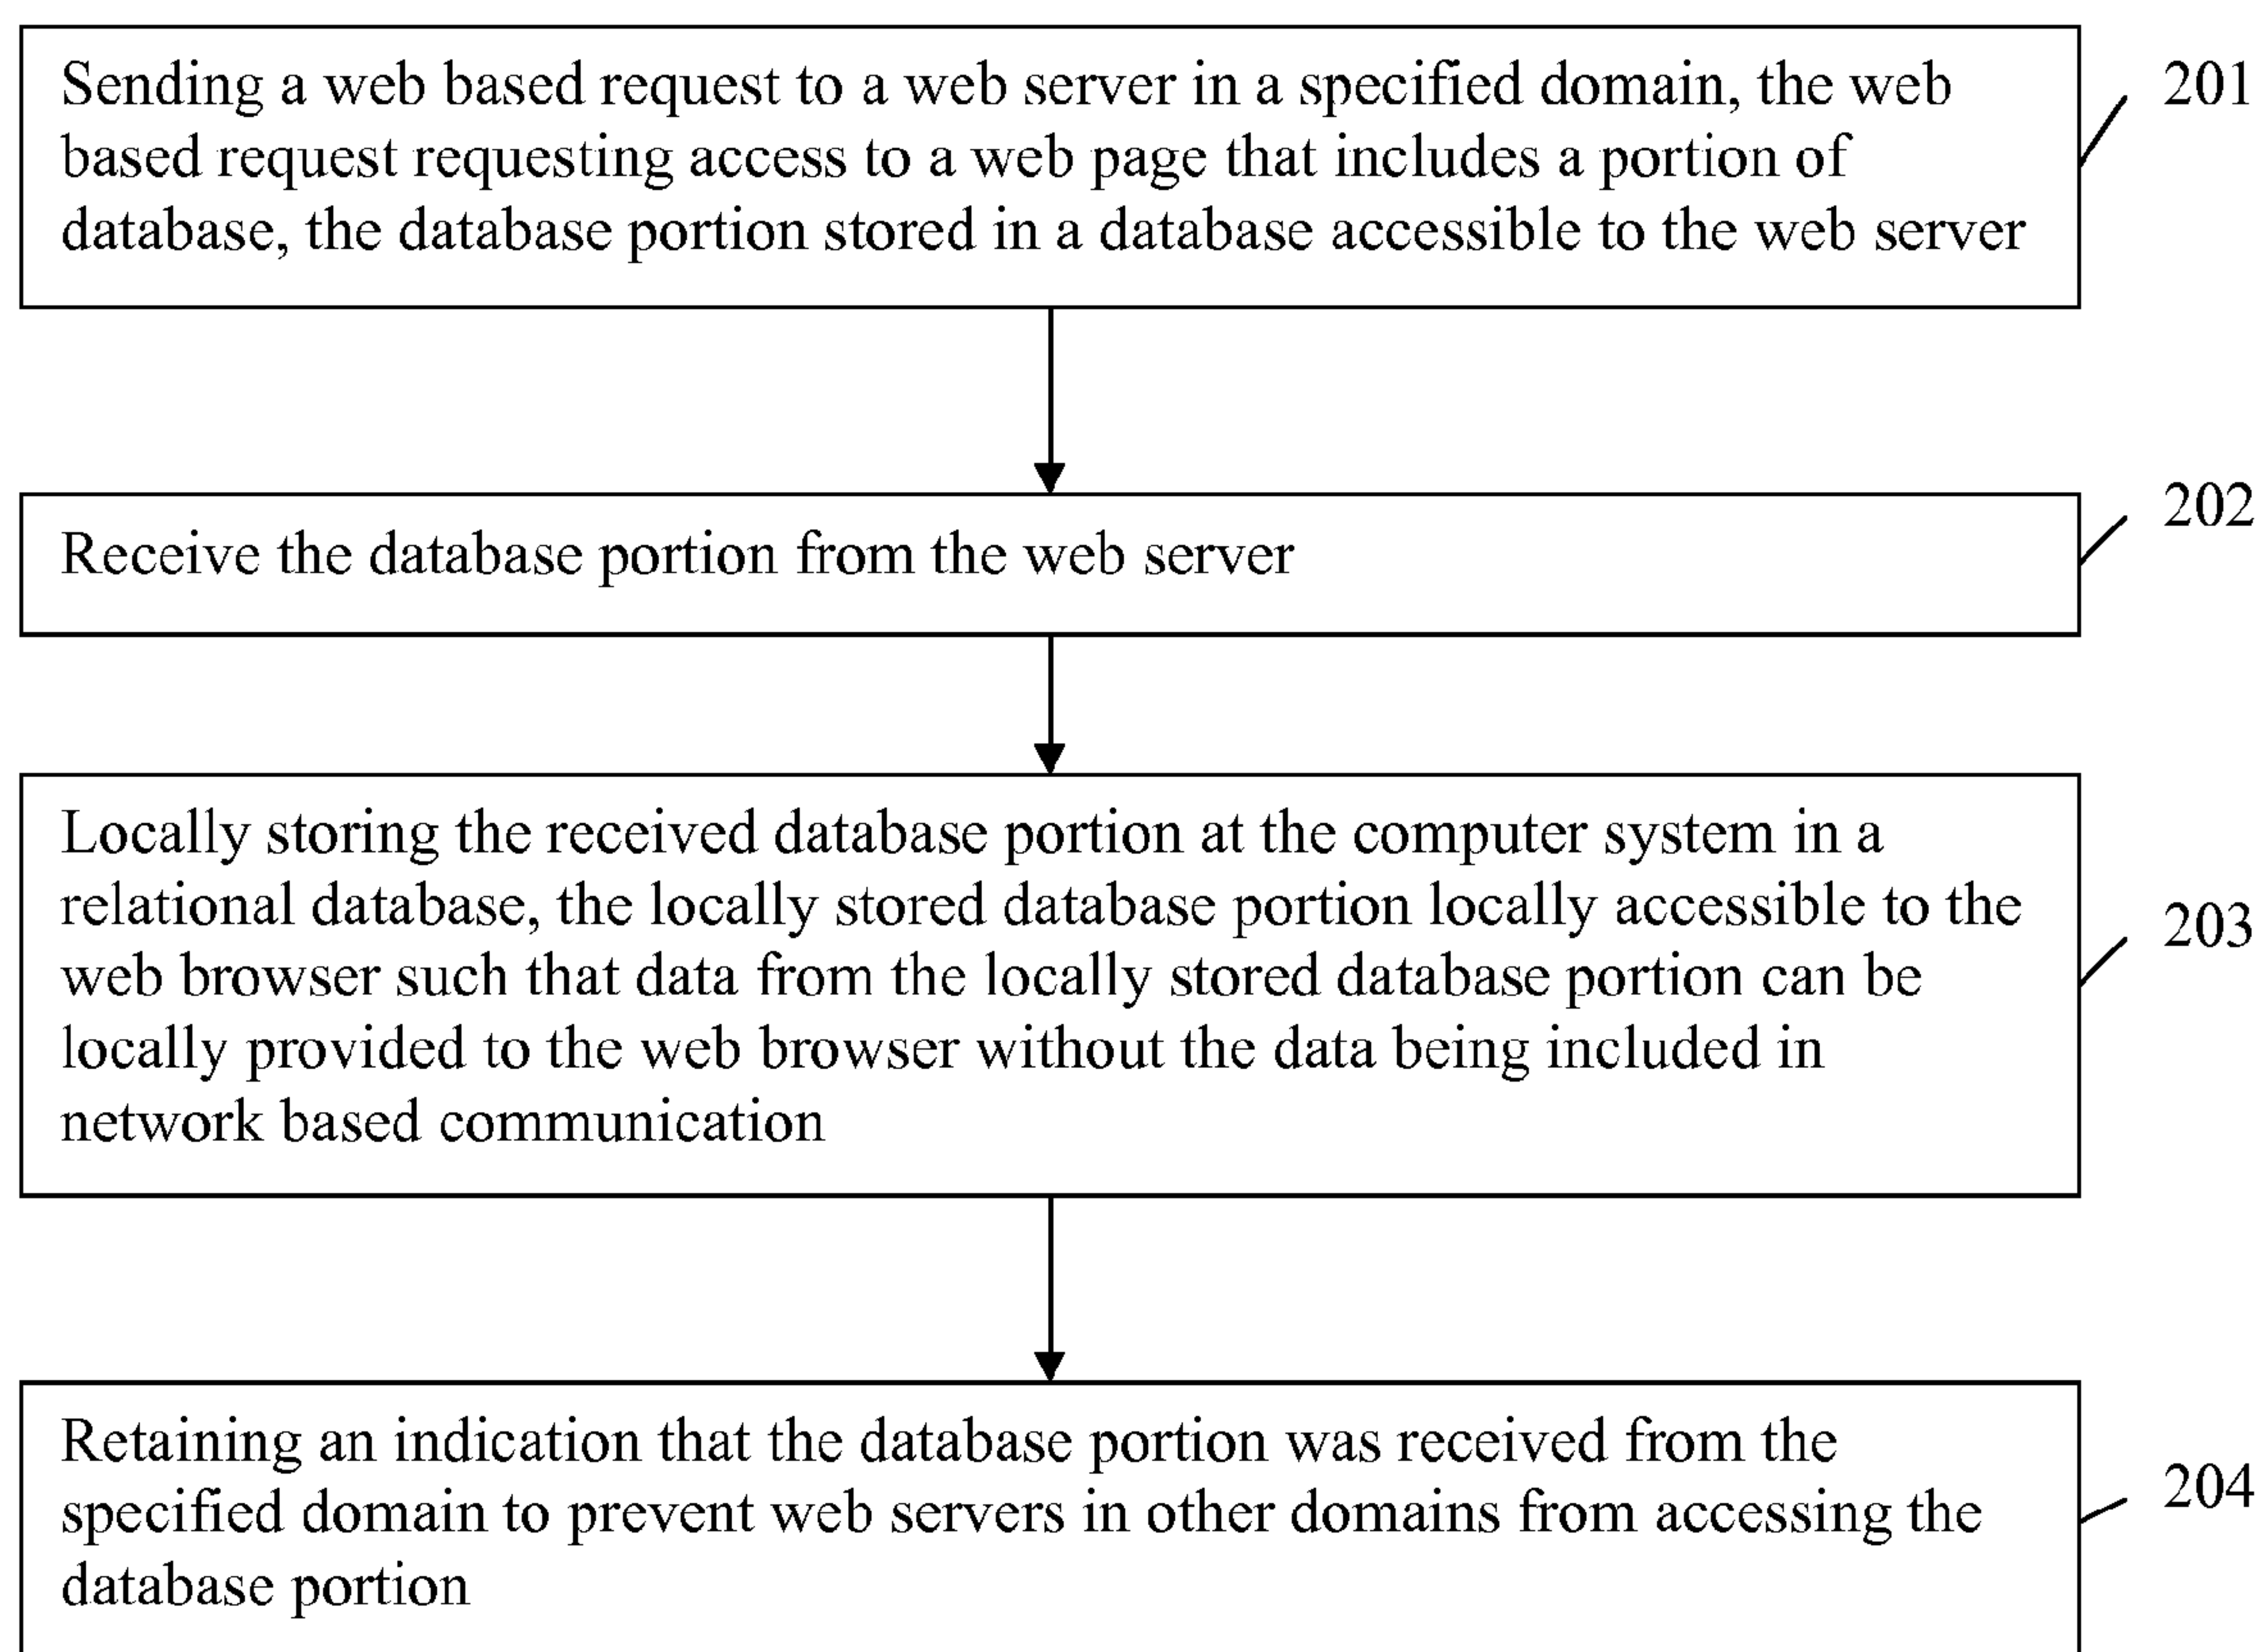 Sending a web based request to a web server in a specified domain, the web
based request requesting access to a web page that includes a portion of
database, the database portion stored in a database accessible to the web server
201
Receive the database portion from the web server
202
Locally storing the received database portion at the computer system in a
relational database, the locally stored database portion locally accessible to the
web browser such that data from the locally stored database portion can be
locally provided to the web browser without the data being included in
network based communication
203
Retaining an indication that the database portion was received from the
specified domain to prevent web servers in other domains from accessing the
database portion
204